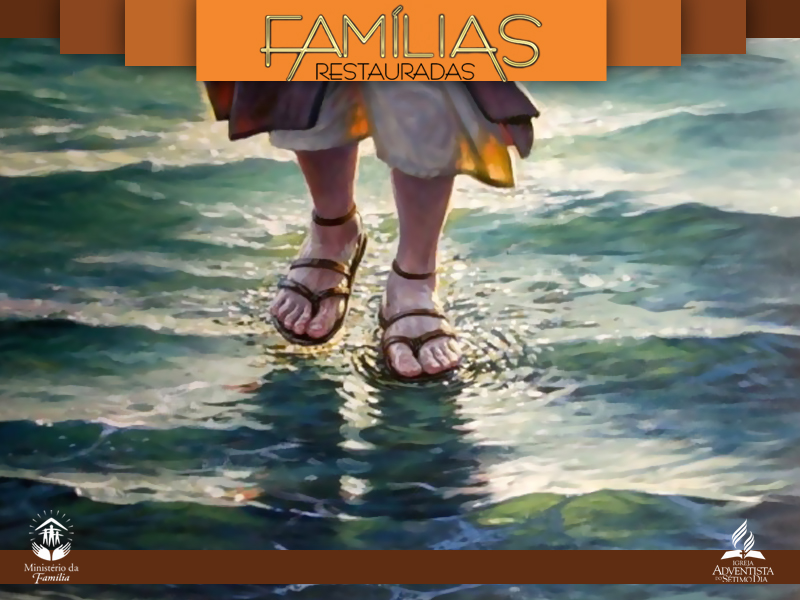 FAMÍLIAS
RESTAURADAS
Ministério da
Família
IGREJA
ADVENTISTA
DO SÉTIMO DIA